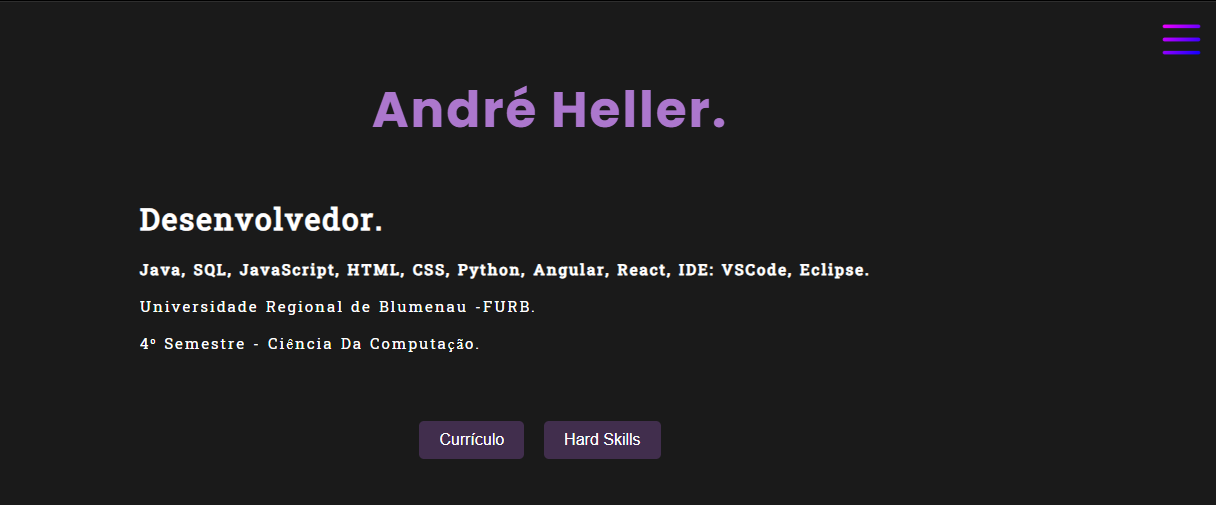 André Heller.
Desenvolvedor.
Java, SQL, JavaScript, HTML, CSS, Python, Angular, React, IDE: VSCode, Eclipse.
Universidade Regional de Blumenau -FURB.
4º Semestre - Ciência Da Computação.
Currículo
Hard Skills